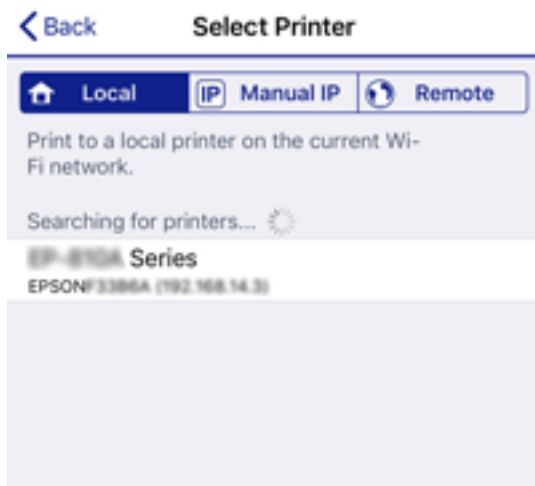 Back
Select Printer
Local
IP
Manual IP
Remote
Print to a local printer on the current Wi-
Fi network.
Searching for printers...
Series
EPSON